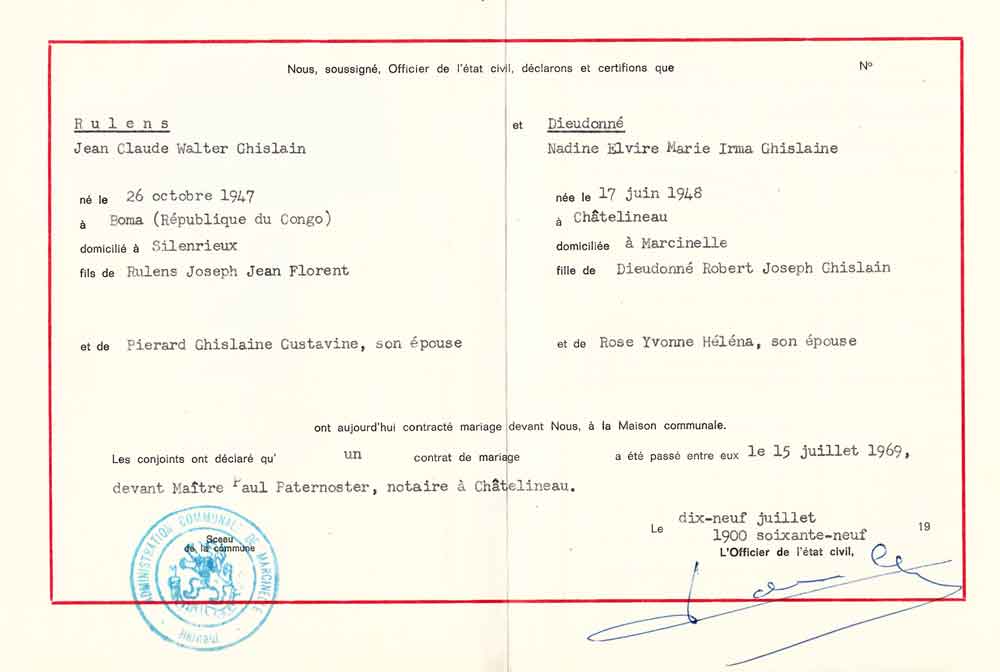 Nous, soussigné, Officier de l'état civil, déclarons et certifions que
N°
Rulens
Jean Claude Walter Ghislain
né le 26 octobre 1947
à Boma (République du Congo)
domicilié à Silenrieux
fils de Rulens Joseph Jean Florent
et de Pierard Ghislaine Gustavine, son épouse
et Dieudonné
Nadine Elvire Marie Irma Ghislaine
née le 17 juin 1948
à Châtelineau
domiciliée à Marcinelle
fille de Dieudonné Robert Joseph Ghislain
et de Rose Yvonne Héléna, son épouse
ont aujourd'hui contracté mariage devant Nous, à la Maison communale.
Les conjoints ont déclaré qu' un contrat de mariage a été passé entre eux le 15 juillet 1969,
devant Maître Paul Paternoster, notaire à Châtelineau.
Le dix-neuf juillet 19
1900 soixante-neuf
L'Officier de l'état civil,
Sceau
de la commune
ADMINISTRATION COMMUNALE DE MARCINELLE